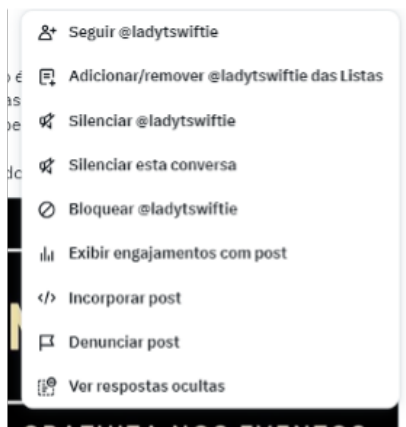 Seguir @ladytswiftie
Adicionar/remover @ladytswiftie das Listas
Silenciar @ladytswiftie
Silenciar esta conversa
Bloquear @ladytswiftie
Exibir engajamentos com post
Incorporar post
Denunciar post
Ver respostas ocultas